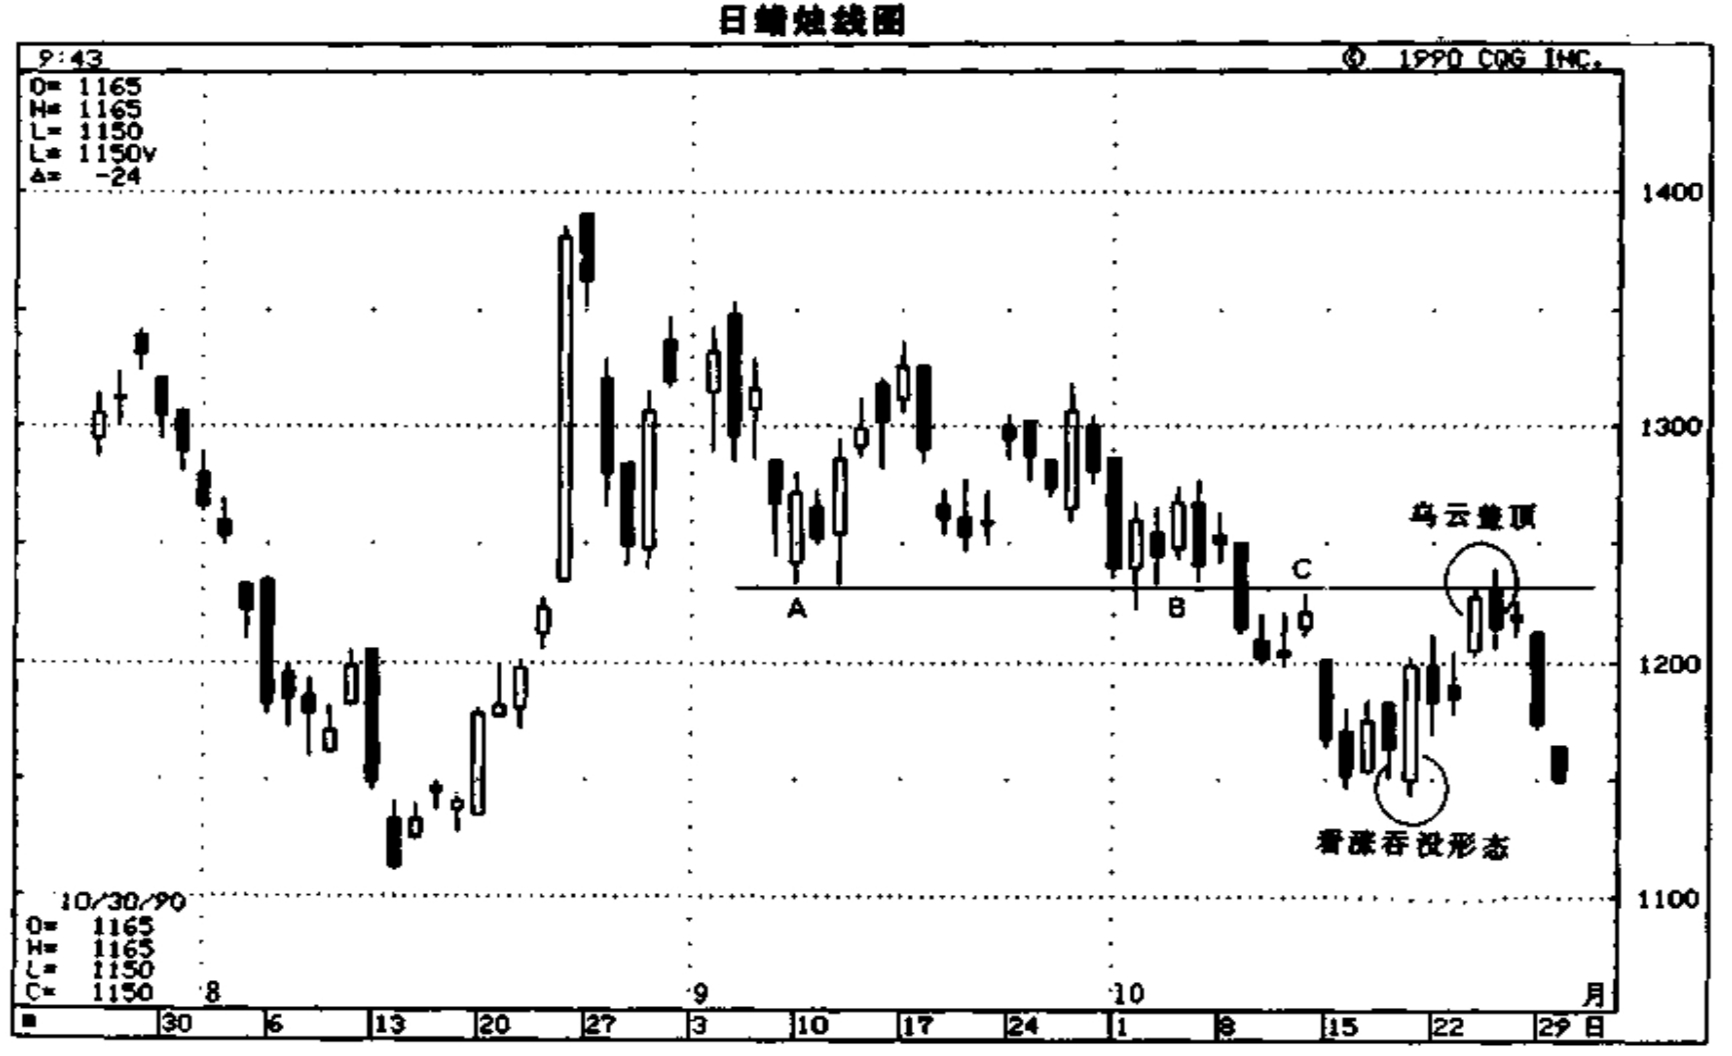 日蜡烛线图
9:43
© 1990 CQG INC.
O= 1165
H= 1165
L= 1150
L= 1150v
Δ= -24
1400
1300
乌云盖顶
C
A
B
1200
看涨吞没形态
1100
10/30/90
O= 1165
H= 1165
L= 1150
C= 1150
8 9 10 月
30 6 13 20 27 3 10 17 24 1 8 15 22 29 日